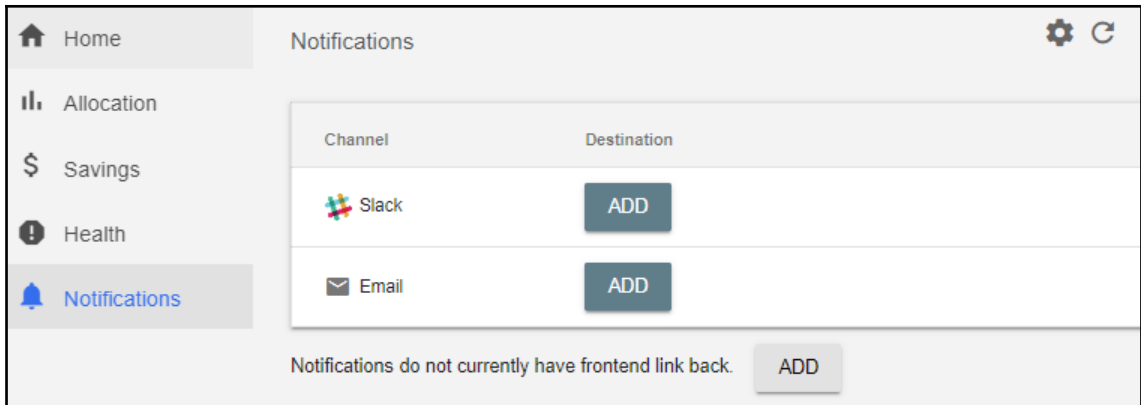 Home
Notifications
Allocation
Channel
Destination
Savings
Slack
ADD
Health
Email
ADD
Notifications
Notifications do not currently have frontend link back.
ADD